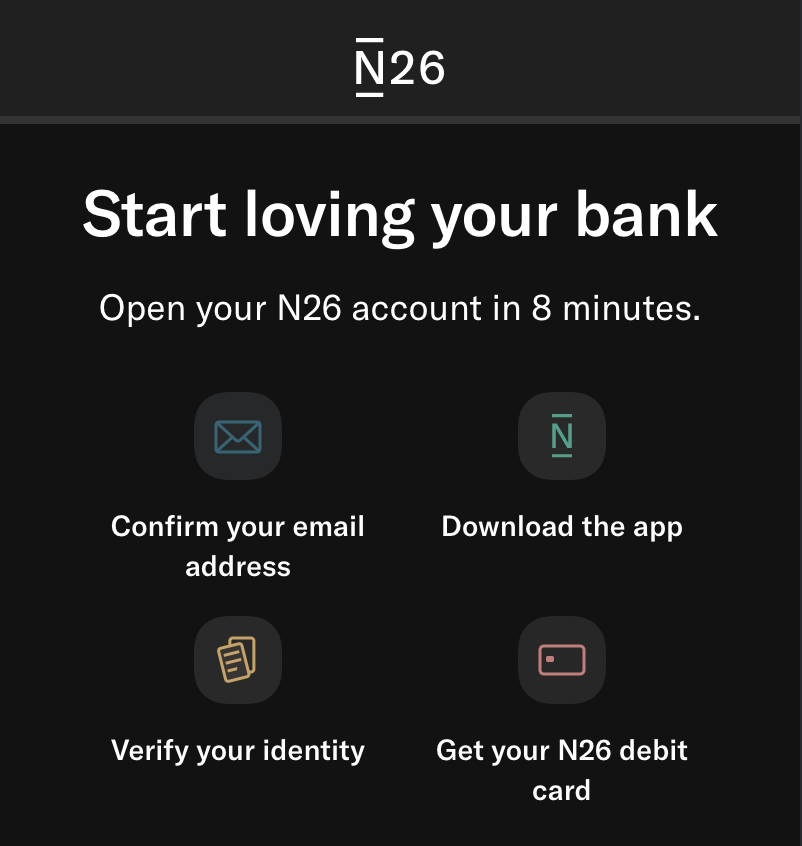 N26
Start loving your bank
Open your N26 account in 8 minutes.
N
Confirm your email
address
Download the app
Verify your identity
Get your N26 debit
card